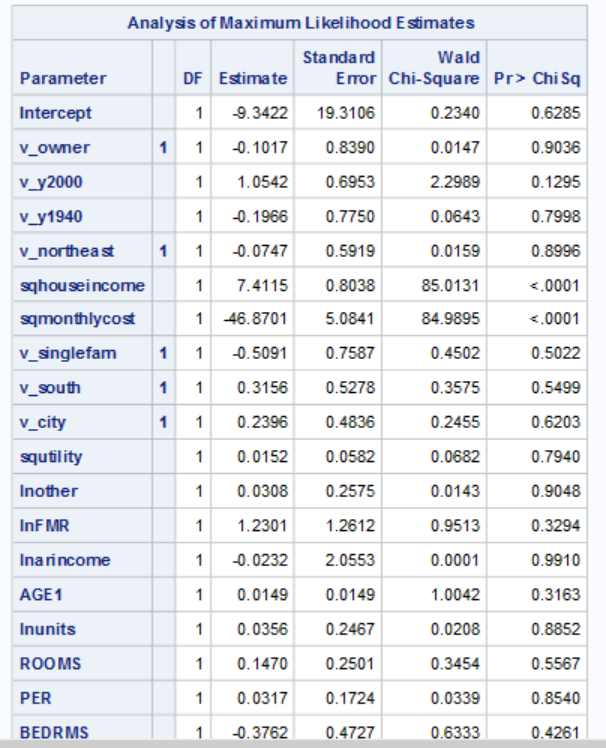 Analysis of Maximum Likelihood Estimates
Parameter DF Estimate Standard Error Wald Chi-Square Pr > ChiSq
Intercept 1 -9.3422 19.3106 0.2340 0.6285
v_owner 1 1 -0.1017 0.8390 0.0147 0.9036
v_y2000 1 1.0542 0.6953 2.2989 0.1295
v_y1940 1 -0.1966 0.7750 0.0643 0.7998
v_northeast 1 1 -0.0747 0.5919 0.0159 0.8996
sqhouseincome 1 7.4115 0.8038 85.0131 <.0001
sqmonthlycost 1 -46.8701 5.0841 84.9895 <.0001
v_singlefam 1 1 -0.5091 0.7587 0.4502 0.5022
v_south 1 1 0.3156 0.5278 0.3575 0.5499
v_city 1 1 0.2396 0.4836 0.2455 0.6203
squtility 1 0.0152 0.0582 0.0682 0.7940
lnother 1 0.0308 0.2575 0.0143 0.9048
lnFMR 1 1.2301 1.2612 0.9513 0.3294
lnarincome 1 -0.0232 2.0553 0.0001 0.9910
AGE1 1 0.0149 0.0149 1.0042 0.3163
lnunits 1 0.0356 0.2467 0.0208 0.8852
ROOMS 1 0.1470 0.2501 0.3454 0.5567
PER 1 0.0317 0.1724 0.0339 0.8540
BEDRMS 1 -0.3762 0.4727 0.6333 0.4261